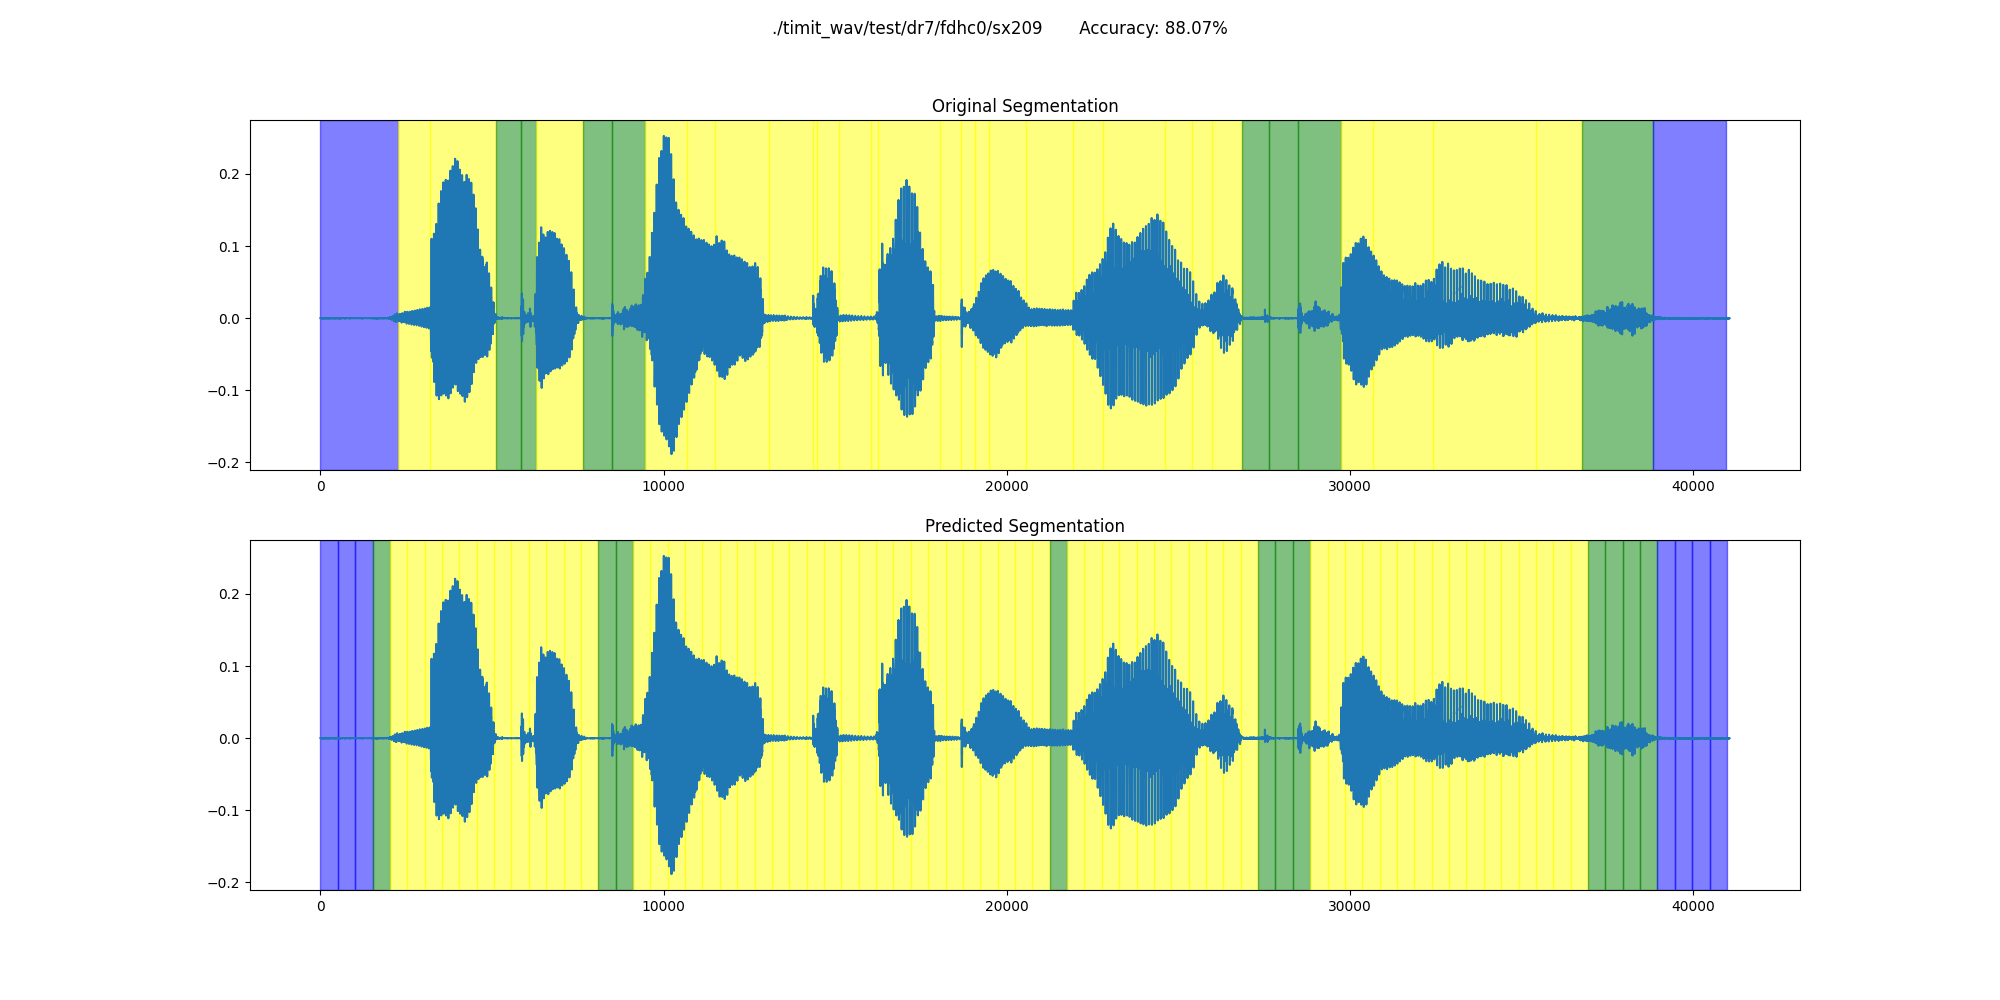 ./timit_wav/test/dr7/fdhc0/sx209 Accuracy: 88.07%
Original Segmentation
0.2
0.1
0.0
−0.1
−0.2
0 10000 20000 30000 40000
Predicted Segmentation
0.2
0.1
0.0
−0.1
−0.2
0 10000 20000 30000 40000